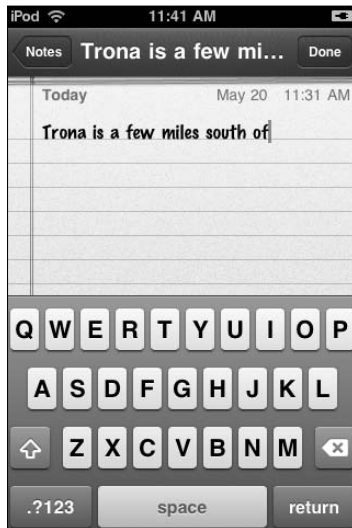 iPod 11:41 AM
Notes Trona is a few mi... Done
Today May 20 11:31 AM
Trona is a few miles south of
Q W E R T Y U I O P
A S D F G H J K L
Z X C V B N M
.?123 space return